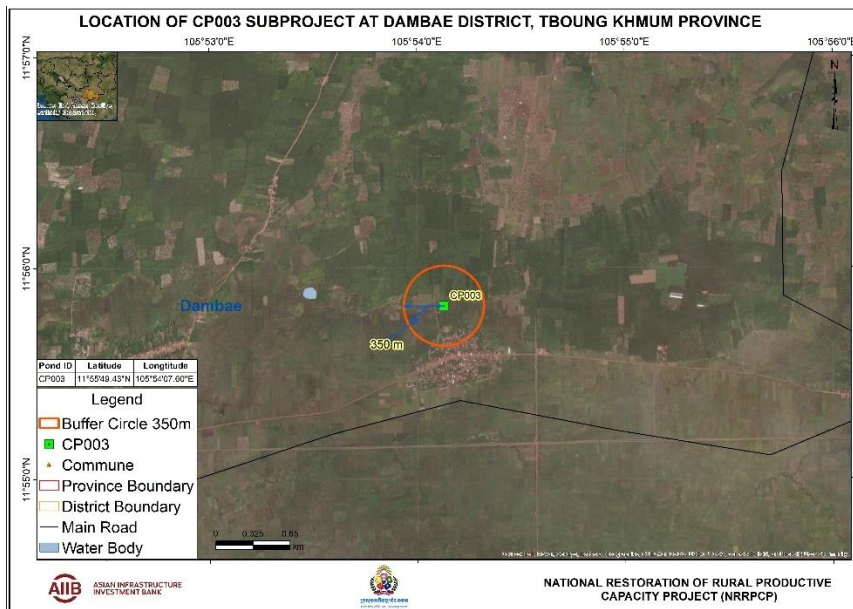 LOCATION OF CP003 SUBPROJECT AT DAMBAE DISTRICT, TBOUNG KHMUM PROVINCE
105°53'0"E 105°54'0"E 105°55'0"E 105°56'0"E
11°57'0"N
N
11°56'0"N
CP003
Dambae
350 m
Pond ID Latitude Longtitude
CP003 11°55'49.43"N 105°54'07.60"E
Legend
Buffer Circle 350m
CP003
Commune
Province Boundary
District Boundary
Main Road
Water Body
11°55'0"N
0 0.325 0.65
km
AIIB
ASIAN INFRASTRUCTURE
INVESTMENT BANK
NATIONAL RESTORATION OF RURAL PRODUCTIVE
CAPACITY PROJECT (NRRPCP)